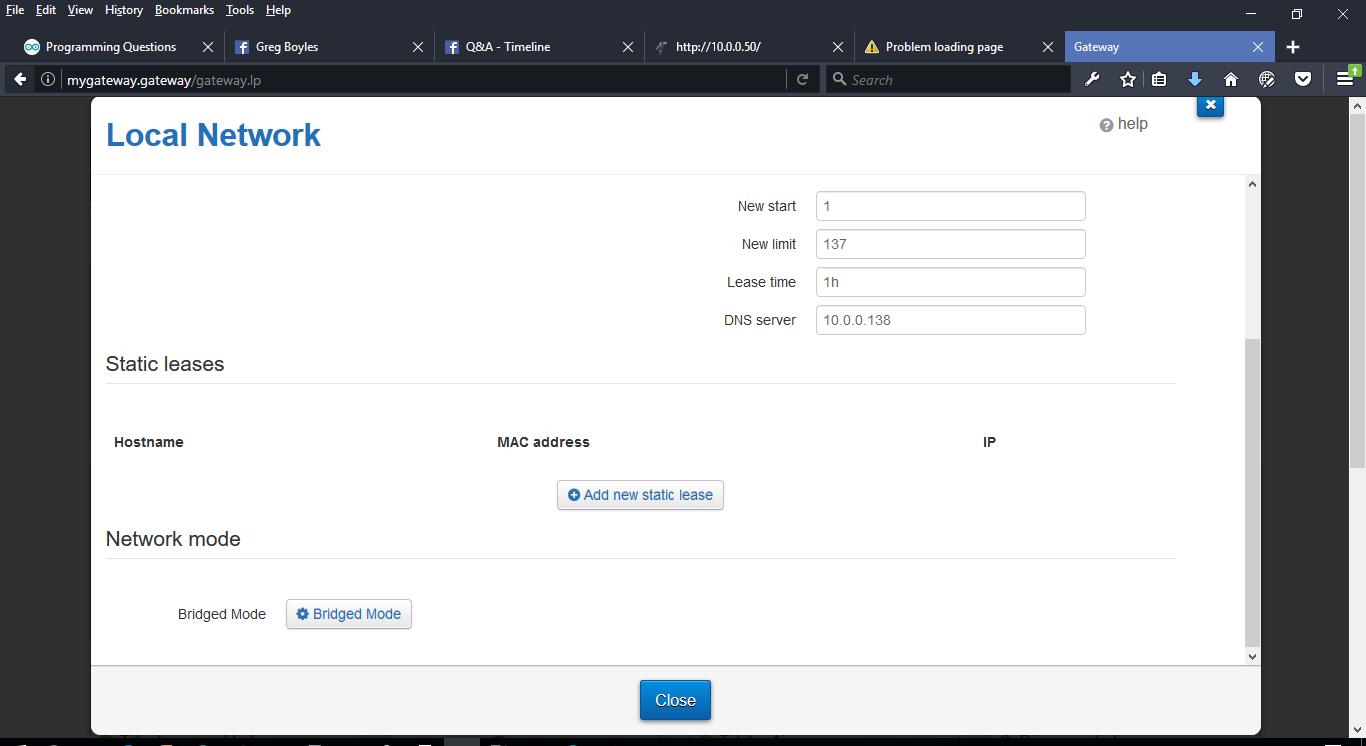 File Edit View History Bookmarks Tools Help
Programming Questions Greg Boyles Q&A - Timeline http://10.0.0.50/ Problem loading page Gateway
mygateway.gateway/gateway.lp Search
Local Network
help
New start 1
New limit 137
Lease time 1h
DNS server 10.0.0.138
Static leases
Hostname MAC address IP
Add new static lease
Network mode
Bridged Mode Bridged Mode
Close